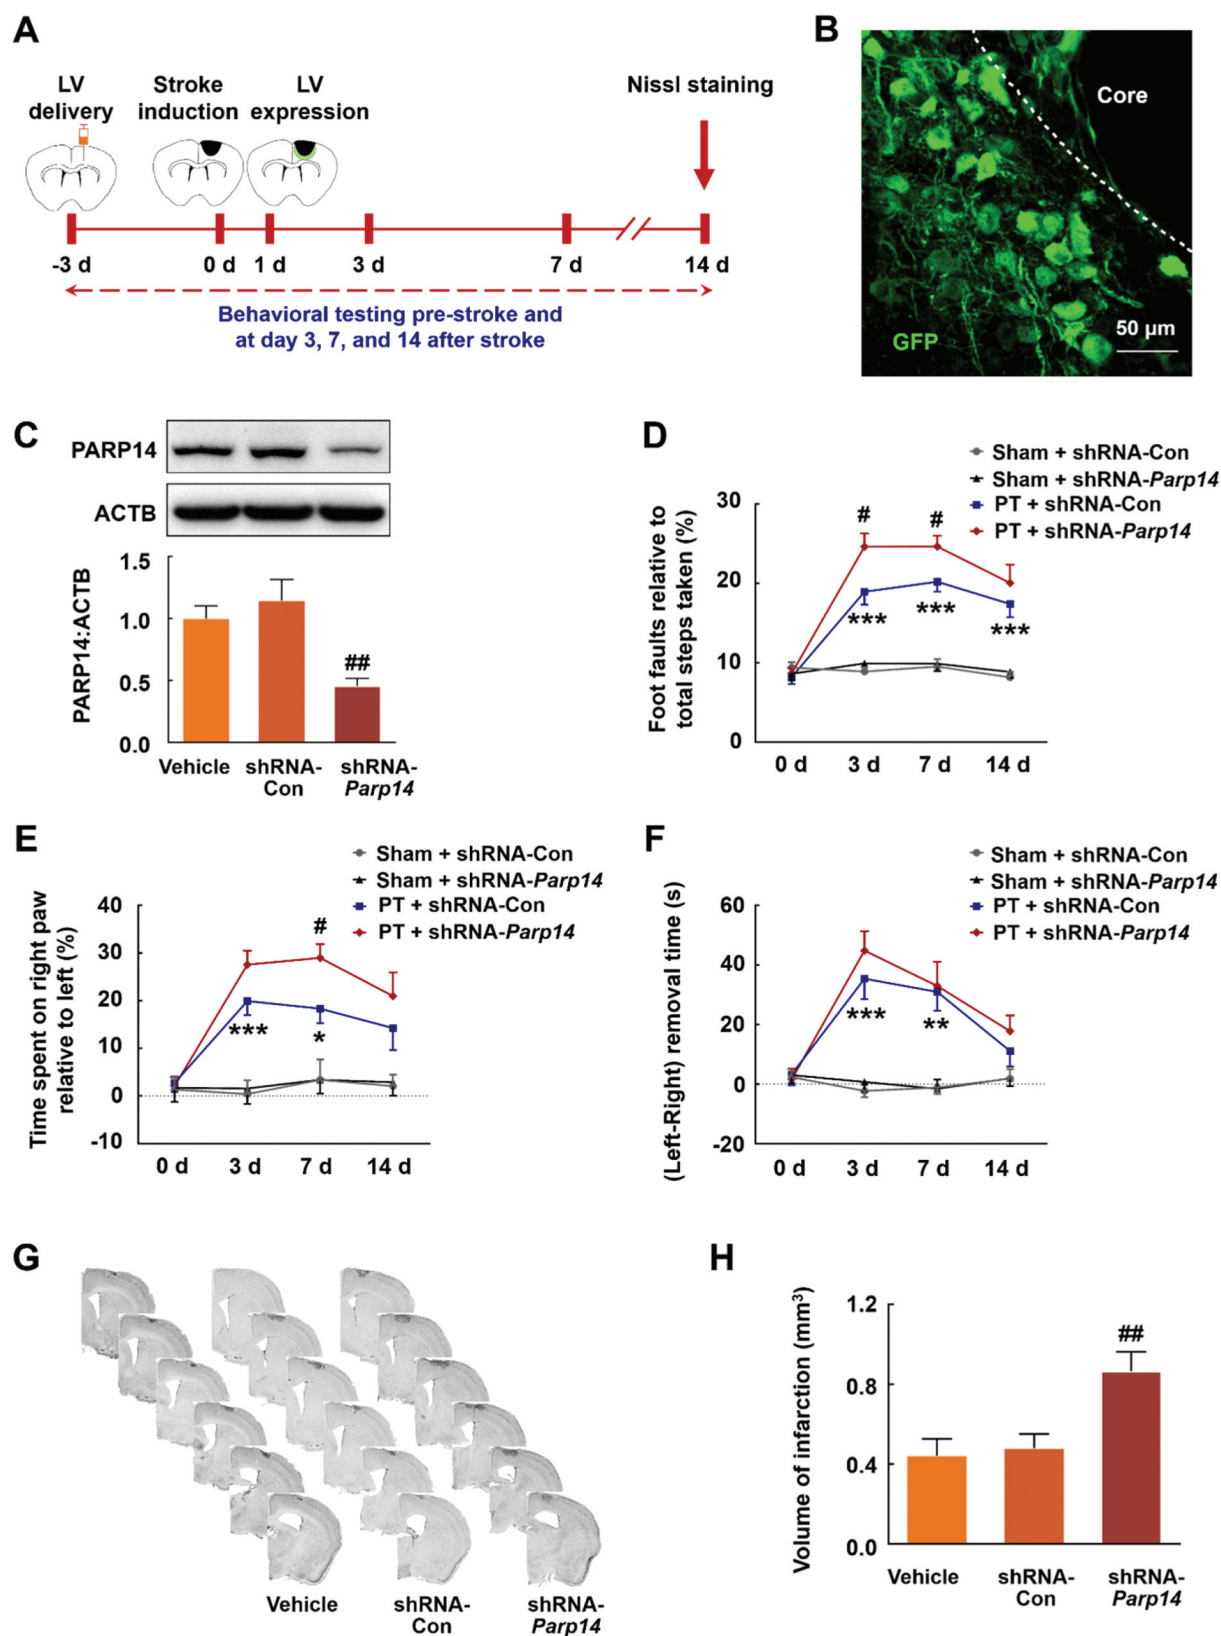 A
LV
delivery
Stroke
induction
LV
expression
Nissl staining
-3 d
0 d
1 d
3 d
7 d
14 d
Behavioral testing pre-stroke and
at day 3, 7, and 14 after stroke
B
Core
GFP
50 µm
C
PARP14
ACTB
PARP14:ACTB
1.5
1.0
0.5
0.0
##
Vehicle
shRNA-
Con
shRNA-
Parp14
D
Sham + shRNA-Con
Sham + shRNA-Parp14
PT + shRNA-Con
PT + shRNA-Parp14
Foot faults relative to
total steps taken (%)
30
20
10
0
#
#
***
***
***
0 d
3 d
7 d
14 d
E
Sham + shRNA-Con
Sham + shRNA-Parp14
PT + shRNA-Con
PT + shRNA-Parp14
Time spent on right paw
relative to left (%)
40
30
20
10
0
-10
#
***
*
0 d
3 d
7 d
14 d
F
Sham + shRNA-Con
Sham + shRNA-Parp14
PT + shRNA-Con
PT + shRNA-Parp14
(Left-Right) removal time (s)
60
40
20
0
-20
***
**
0 d
3 d
7 d
14 d
G
Vehicle
shRNA-
Con
shRNA-
Parp14
H
Volume of infarction (mm³)
1.2
0.8
0.4
0.0
##
Vehicle
shRNA-
Con
shRNA-
Parp14